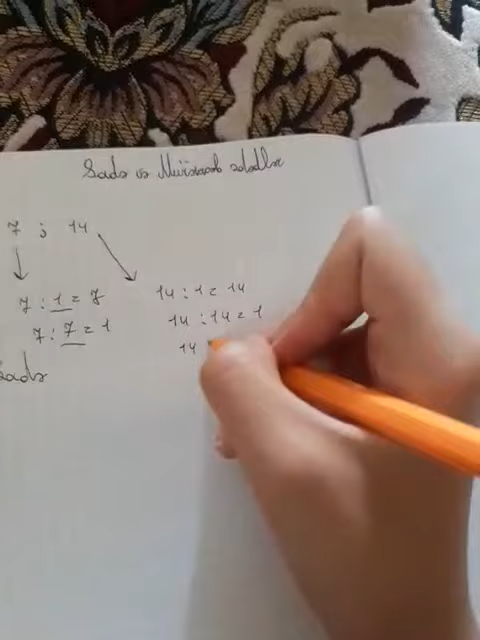 Sadə və Mürəkkəb ədədlər
7 ; 14
7 : 1 = 7
14 : 1 = 14
7 : 7 = 1
14 : 14 = 1
14
sadə